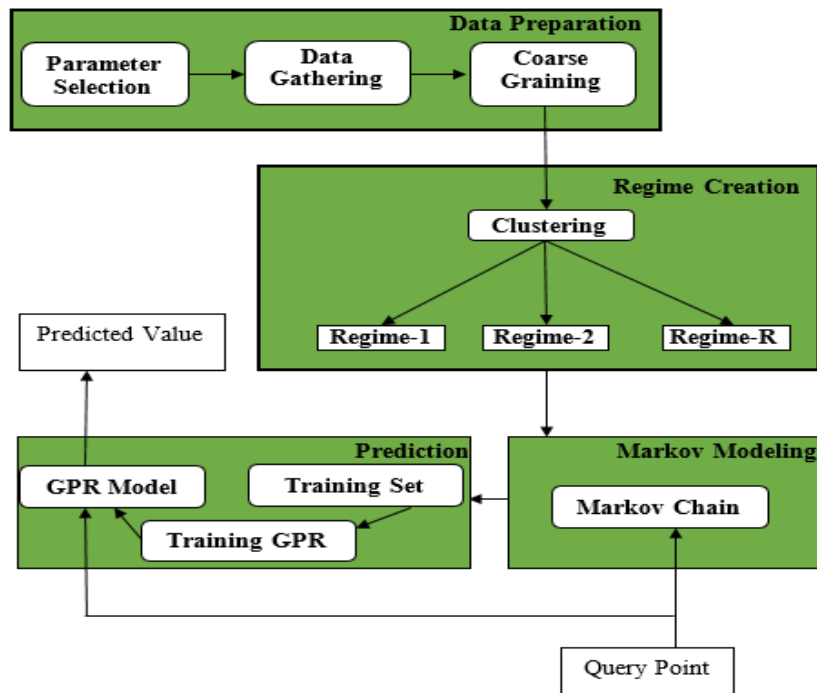 Data Preparation
Parameter
Selection
Data
Gathering
Coarse
Graining
Regime Creation
Clustering
Regime-1
Regime-2
Regime-R
Predicted Value
Prediction
GPR Model
Training Set
Training GPR
Markov Modeling
Markov Chain
Query Point